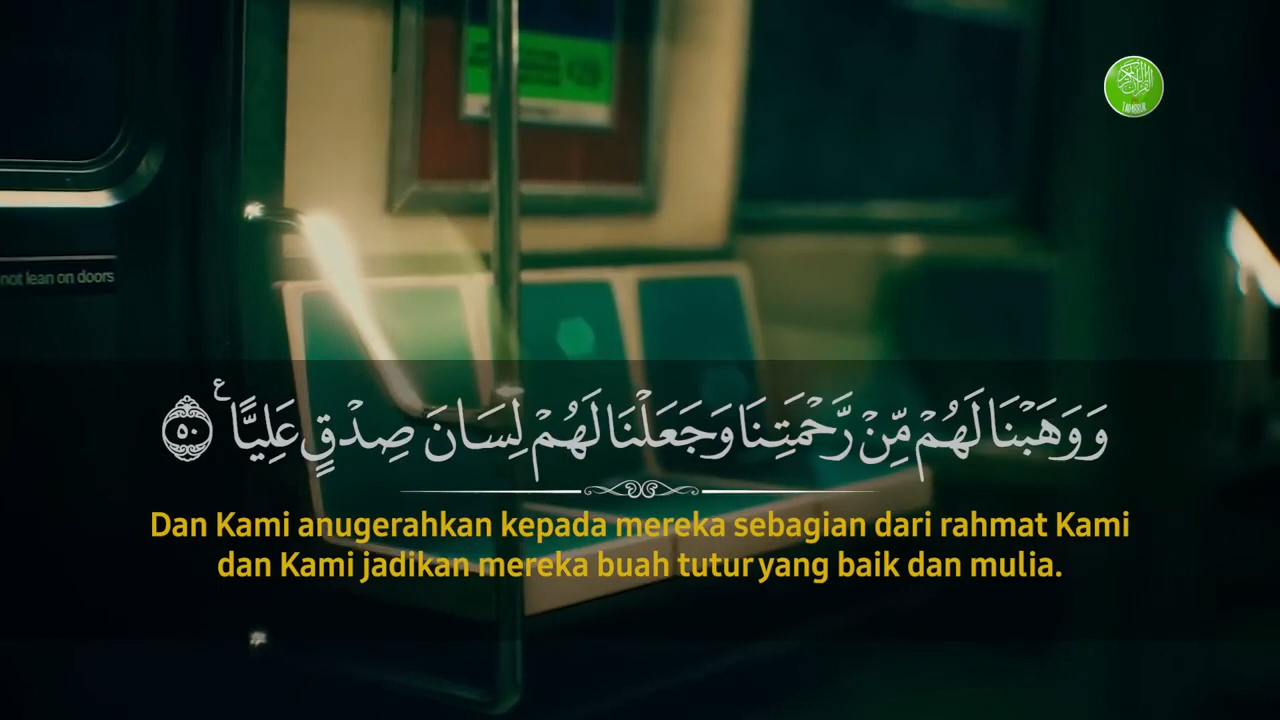 not lean on doors
وَوَهَبْنَا لَهُمْ مِّنْ رَّحْمَتِنَا وَجَعَلْنَا لَهُمْ لِسَانَ صِدْقٍ عَلِيًّا ࣖ ٥٠
Dan Kami anugerahkan kepada mereka sebagian dari rahmat Kami
dan Kami jadikan mereka buah tutur yang baik dan mulia.